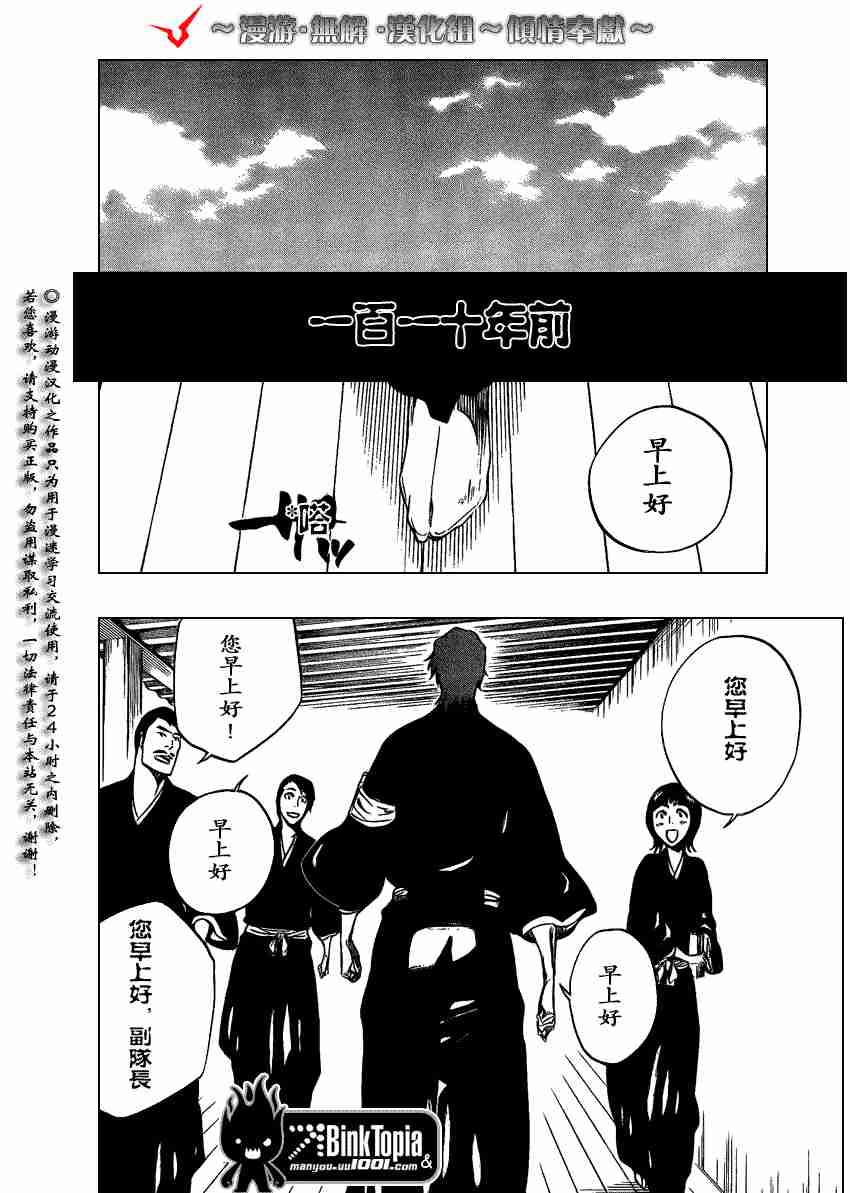 ～漫游·無解·漢化組～傾情奉獻～
一百一十年前
早上好
*嗒
◎漫游动漫汉化之作品只为用于漫迷学习交流使用，请于24小时之内删除，
若您喜欢，请支持购买正版，勿盗用谋取私利，一切法律责任与本站无关，谢谢！
您早上好
您早上好！
早上好
早上好
您早上好，副隊長
BinkTopia
manyou.uu1001.com &